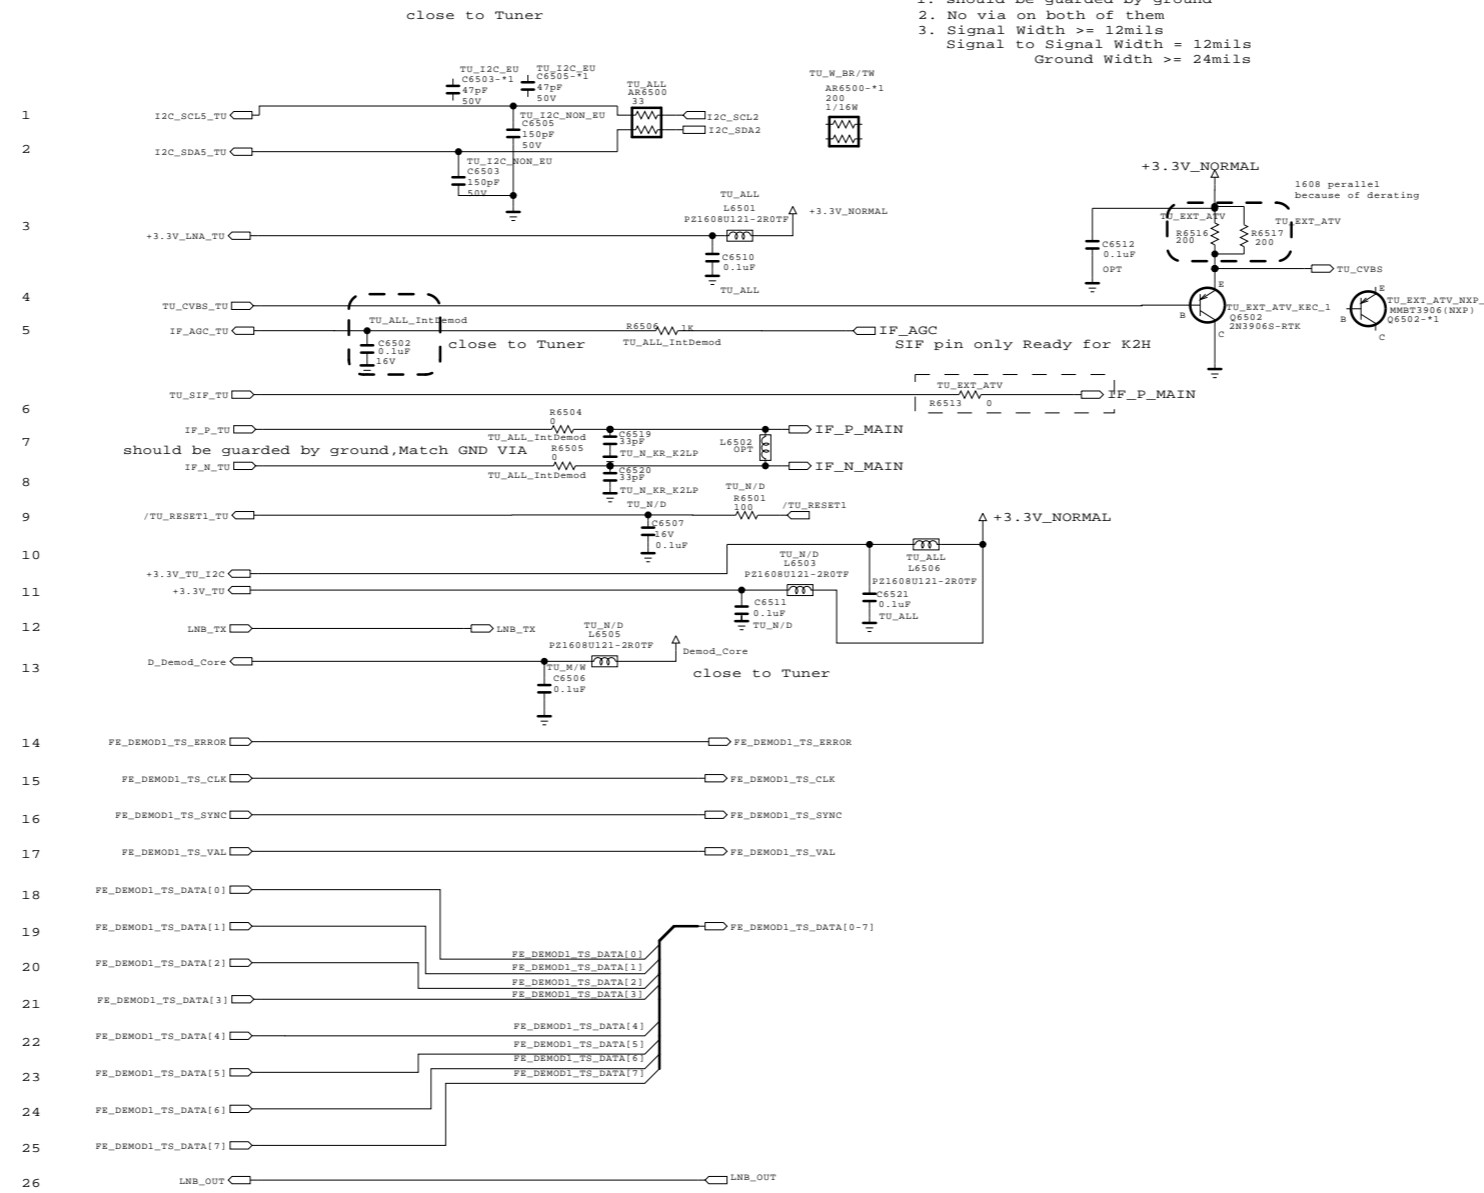 close to Tuner
1. should be guarded by ground
2. No via on both of them
3. Signal Width >= 12mils
Signal to Signal Width = 12mils
Ground Width >= 24mils
TU_I2C_EU
C6503-*1
47pF
50V
TU_I2C_EU
C6505-*1
47pF
50V
TU_ALL
AR6500
33
TU_W_BR/TW
AR6500-*1
200
1/16W
1
I2C_SCL5_TU
TU_I2C_NON_EU
C6505
150pF
50V
I2C_SCL2
I2C_SDA2
2
I2C_SDA5_TU
TU_I2C_NON_EU
C6503
150pF
50V
+3.3V_NORMAL
1608 perallel
because of derating
TU_ALL
L6501
PZ1608U121-2R0TF
+3.3V_NORMAL
3
+3.3V_LNA_TU
C6510
0.1uF
TU_ALL
C6512
0.1uF
OPT
TU_EXT_ATV
R6516
200
TU_EXT_ATV
R6517
200
TU_CVBS
4
TU_CVBS_TU
E
B
C
TU_EXT_ATV_KEC_1
Q6502
2N3906S-RTK
E
B
C
TU_EXT_ATV_NXP_
MMBT3906(NXP)
Q6502-*1
5
IF_AGC_TU
TU_ALL_IntDemod
C6502
0.1uF
16V
close to Tuner
R6506
1K
TU_ALL_IntDemod
IF_AGC
SIF pin only Ready for K2H
6
TU_SIF_TU
TU_EXT_ATV
R6513
0
IF_P_MAIN
7
IF_P_TU
R6504
0
TU_ALL_IntDemod
C6519
33pF
TU_N_KR_K2LP
L6502
OPT
IF_P_MAIN
should be guarded by ground,Match GND VIA
8
IF_N_TU
R6505
0
TU_ALL_IntDemod
C6520
33pF
TU_N_KR_K2LP
IF_N_MAIN
9
/TU_RESET1_TU
TU_N/D
C6507
16V
0.1uF
TU_N/D
R6501
100
/TU_RESET1
+3.3V_NORMAL
10
+3.3V_TU_I2C
TU_ALL
L6506
PZ1608U121-2R0TF
C6521
0.1uF
TU_ALL
11
+3.3V_TU
TU_N/D
L6503
PZ1608U121-2R0TF
C6511
0.1uF
TU_N/D
12
LNB_TX
LNB_TX
13
D_Demod_Core
TU_N/D
L6505
PZ1608U121-2R0TF
Demod_Core
TU_M/W
C6506
0.1uF
close to Tuner
14
FE_DEMOD1_TS_ERROR
FE_DEMOD1_TS_ERROR
15
FE_DEMOD1_TS_CLK
FE_DEMOD1_TS_CLK
16
FE_DEMOD1_TS_SYNC
FE_DEMOD1_TS_SYNC
17
FE_DEMOD1_TS_VAL
FE_DEMOD1_TS_VAL
18
FE_DEMOD1_TS_DATA[0]
19
FE_DEMOD1_TS_DATA[1]
FE_DEMOD1_TS_DATA[0-7]
20
FE_DEMOD1_TS_DATA[2]
FE_DEMOD1_TS_DATA[0]
FE_DEMOD1_TS_DATA[1]
FE_DEMOD1_TS_DATA[2]
FE_DEMOD1_TS_DATA[3]
21
FE_DEMOD1_TS_DATA[3]
22
FE_DEMOD1_TS_DATA[4]
FE_DEMOD1_TS_DATA[4]
FE_DEMOD1_TS_DATA[5]
FE_DEMOD1_TS_DATA[6]
FE_DEMOD1_TS_DATA[7]
23
FE_DEMOD1_TS_DATA[5]
24
FE_DEMOD1_TS_DATA[6]
25
FE_DEMOD1_TS_DATA[7]
26
LNB_OUT
LNB_OUT